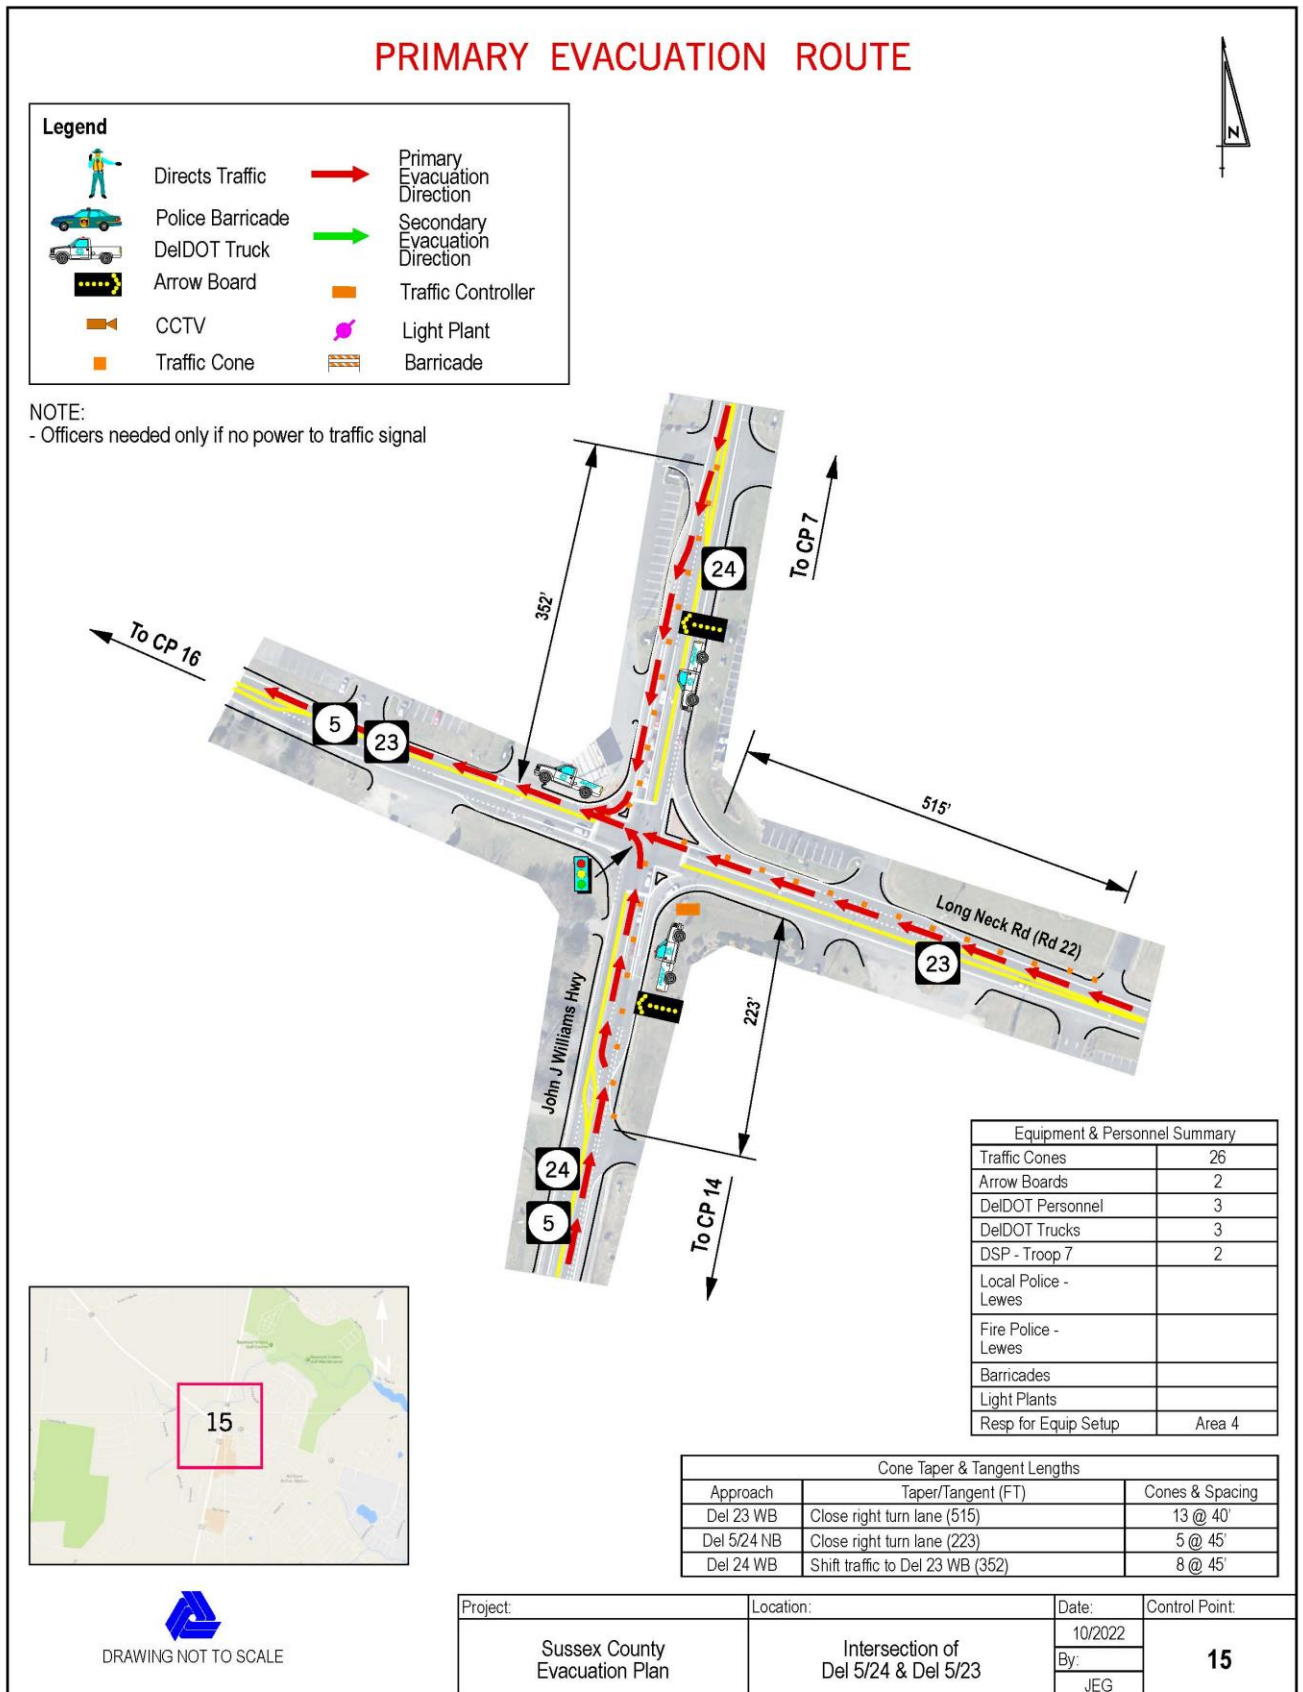 PRIMARY EVACUATION ROUTE
N
Legend
Directs Traffic
Police Barricade
DelDOT Truck
Arrow Board
CCTV
Traffic Cone
Primary
Evacuation
Direction
Secondary
Evacuation
Direction
Traffic Controller
Light Plant
Barricade
NOTE:
- Officers needed only if no power to traffic signal
352'
24
To CP 7
To CP 16
5
23
515'
Long Neck Rd (Rd 22)
23
John J Williams Hwy
223'
24
5
To CP 14
Equipment & Personnel Summary
Traffic Cones 26
Arrow Boards 2
DelDOT Personnel 3
DelDOT Trucks 3
DSP - Troop 7 2
Local Police -
Lewes
Fire Police -
Lewes
Barricades
Light Plants
Resp for Equip Setup Area 4
N
15
Cone Taper & Tangent Lengths
Approach Taper/Tangent (FT) Cones & Spacing
Del 23 WB Close right turn lane (515) 13 @ 40'
Del 5/24 NB Close right turn lane (223) 5 @ 45'
Del 24 WB Shift traffic to Del 23 WB (352) 8 @ 45'
DRAWING NOT TO SCALE
Project:
Sussex County
Evacuation Plan
Location:
Intersection of
Del 5/24 & Del 5/23
Date:
10/2022
By:
JEG
Control Point:
15